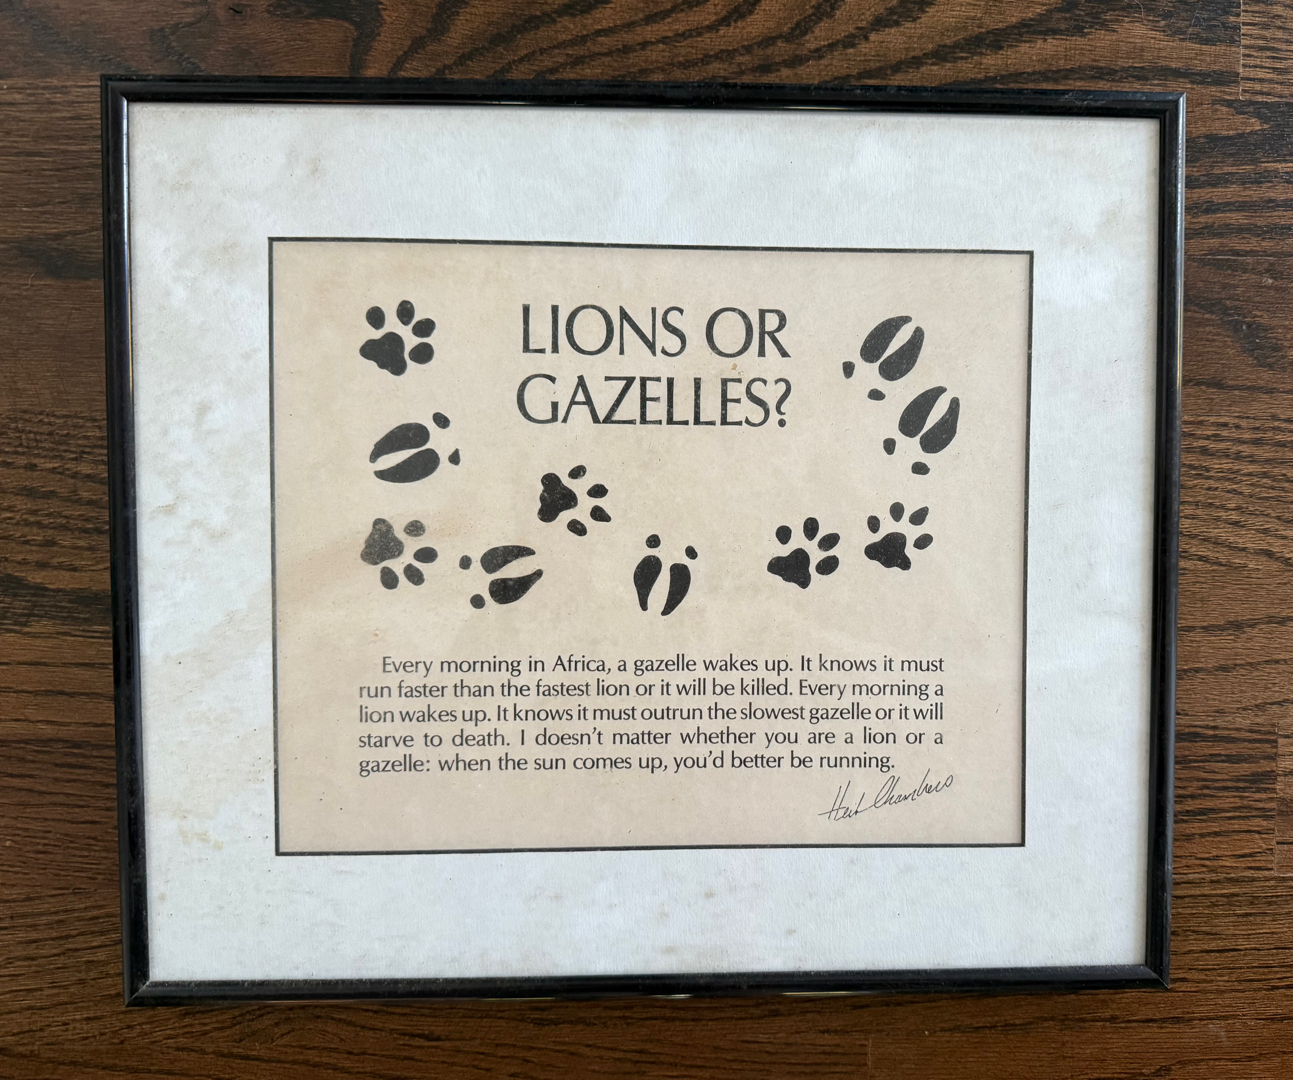 LIONS OR
GAZELLES?
Every morning in Africa, a gazelle wakes up. It knows it must
run faster than the fastest lion or it will be killed. Every morning a
lion wakes up. It knows it must outrun the slowest gazelle or it will
starve to death. I doesn't matter whether you are a lion or a
gazelle: when the sun comes up, you'd better be running.
Chambers